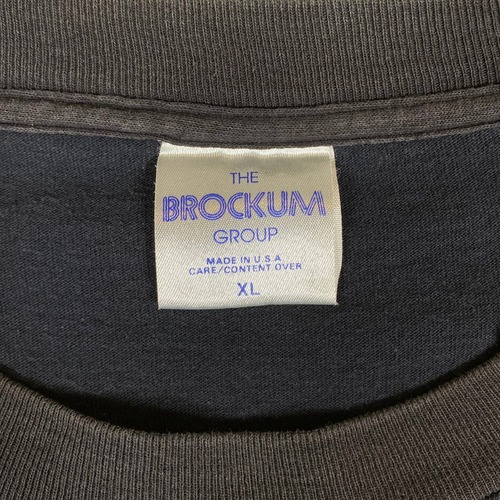 THE
BROCKUM
GROUP
MADE IN U.S.A.
CARE/CONTENT OVER
XL